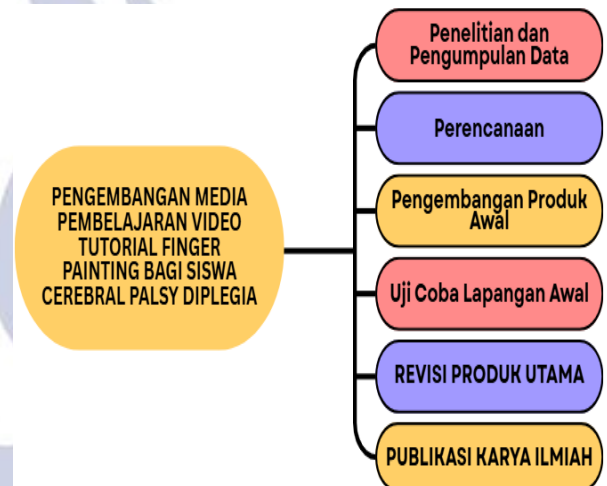 PENGEMBANGAN MEDIA
PEMBELAJARAN VIDEO
TUTORIAL FINGER
PAINTING BAGI SISWA
CEREBRAL PALSY DIPLEGIA
Penelitian dan
Pengumpulan Data
Perencanaan
Pengembangan Produk
Awal
Uji Coba Lapangan Awal
REVISI PRODUK UTAMA
PUBLIKASI KARYA ILMIAH